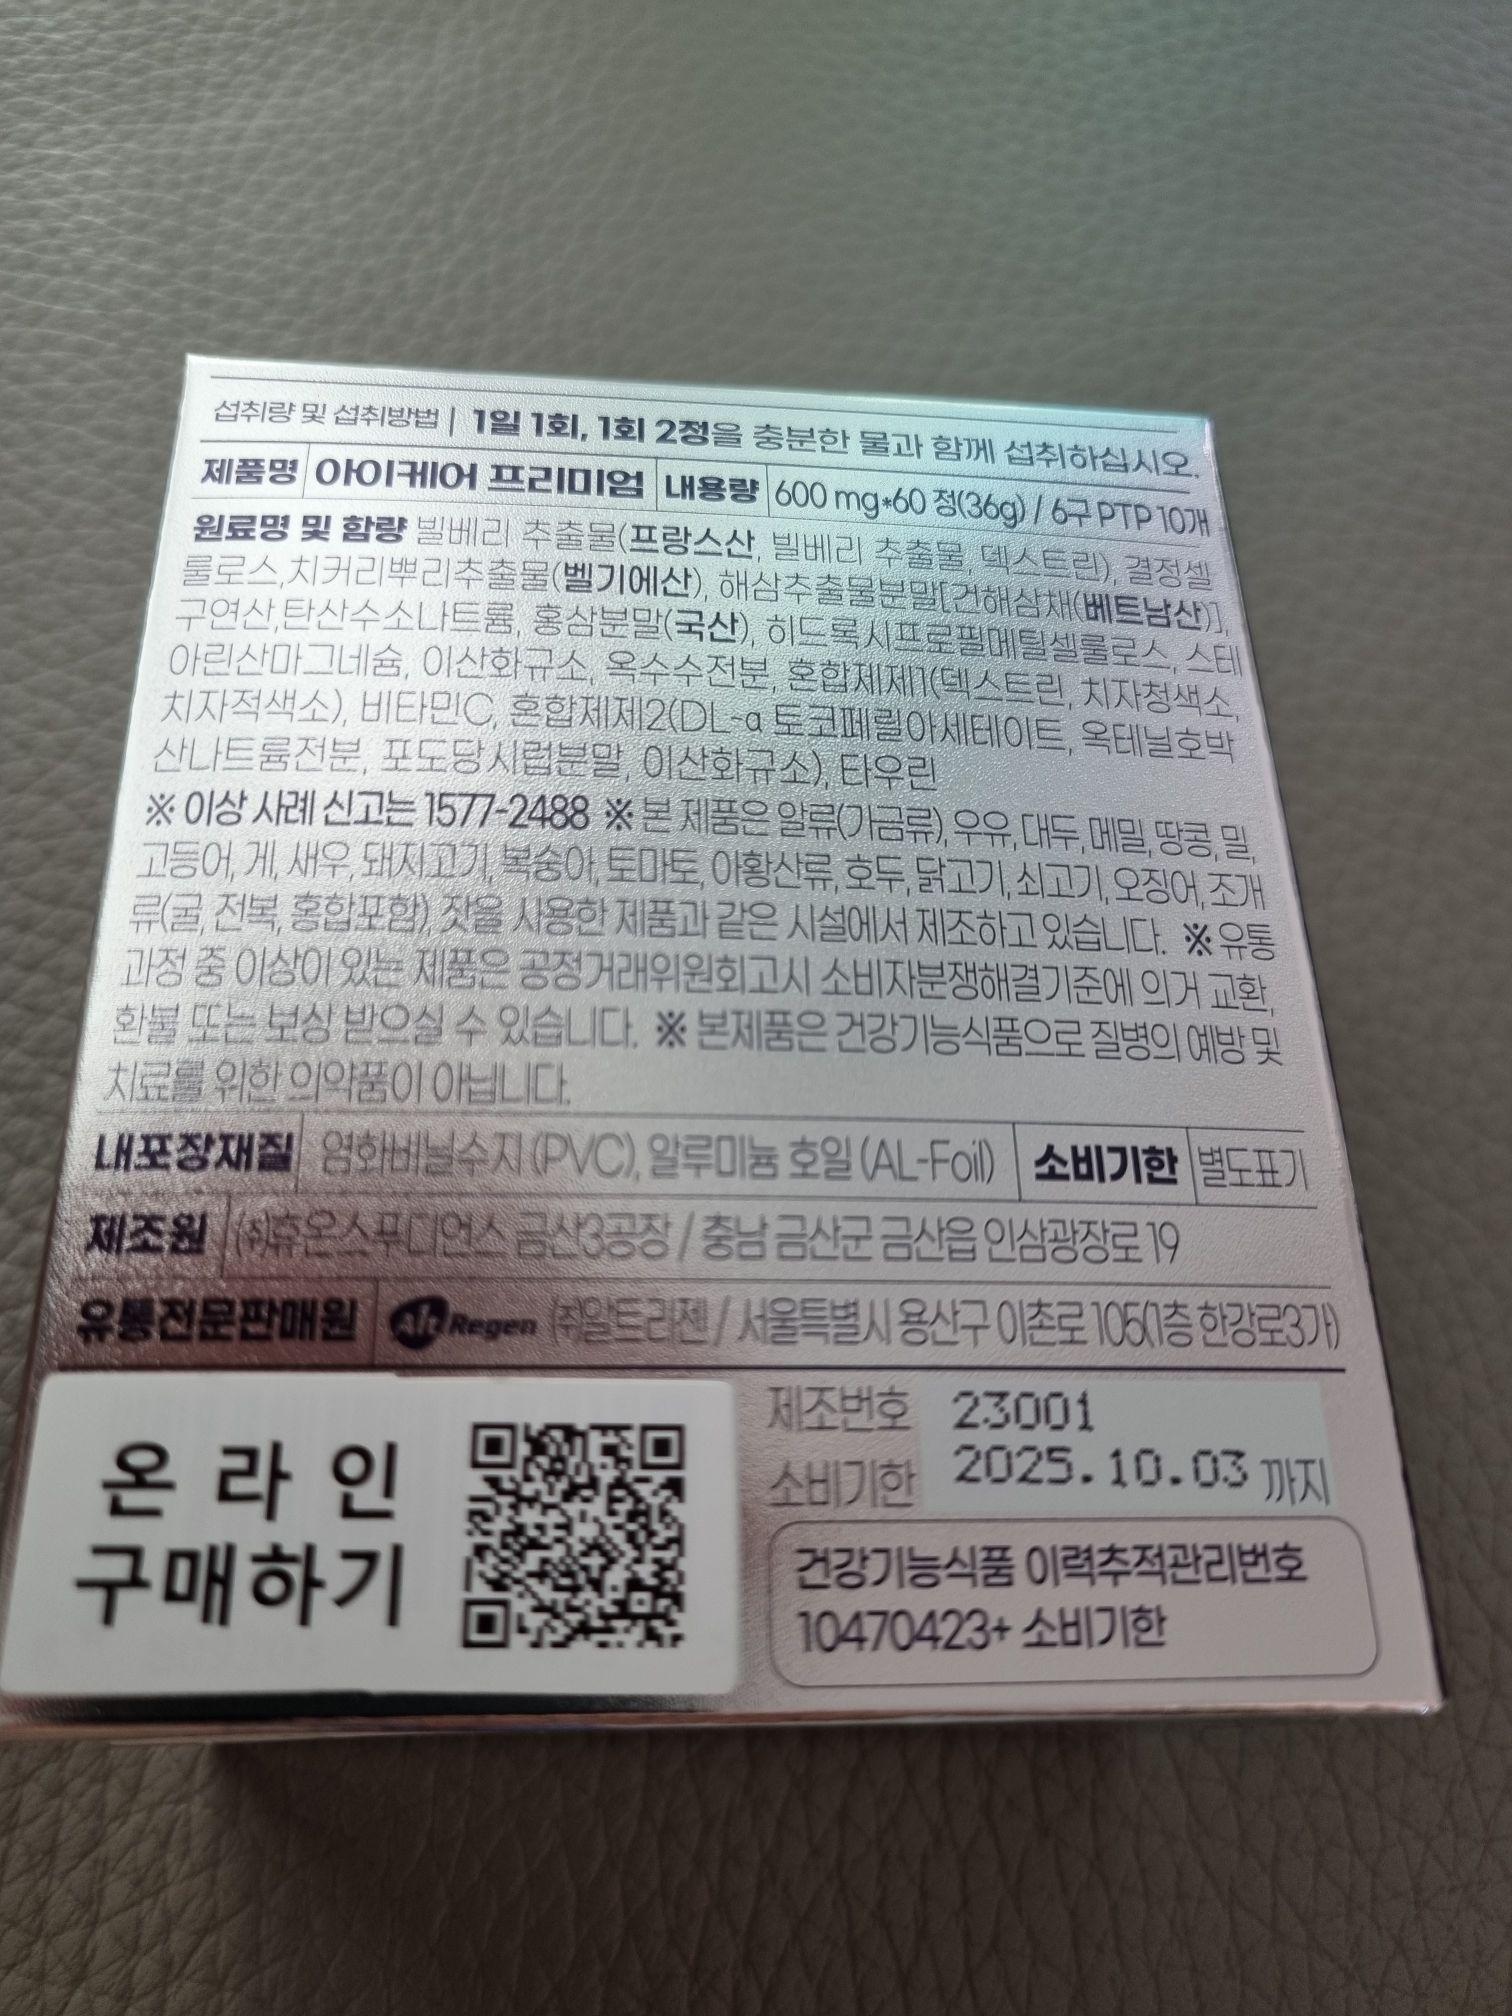 섭취량 및 섭취방법 | 1일 1회, 1회 2정을 충분한 물과 함께 섭취하십시오.
제품명 아이케어 프리미엄 내용량 600 mg*60 정(36g) / 6구 PTP 10개
원료명 및 함량 빌베리 추출물(프랑스산, 빌베리 추출물, 덱스트린), 결정셀
룰로스,치커리뿌리추출물(벨기에산), 해삼추출물분말[건해삼채(베트남산)],
구연산,탄산수소나트륨, 홍삼분말(국산), 히드록시프로필메틸셀룰로스, 스테
아린산마그네슘, 이산화규소, 옥수수전분, 혼합제제1(덱스트린, 치자청색소,
치자적색소), 비타민C, 혼합제제2(DL-α 토코페릴아세테이트, 옥테닐호박
산나트륨전분, 포도당시럽분말, 이산화규소), 타우린
※ 이상 사례 신고는 1577-2488 ※ 본 제품은 알류(가금류), 우유, 대두, 메밀, 땅콩, 밀,
고등어, 게, 새우, 돼지고기, 복숭아, 토마토, 아황산류, 호두, 닭고기, 쇠고기, 오징어, 조개
류(굴, 전복, 홍합포함), 잣을 사용한 제품과 같은 시설에서 제조하고 있습니다. ※ 유통
과정 중 이상이 있는 제품은 공정거래위원회고시 소비자분쟁해결기준에 의거 교환,
환불 또는 보상 받으실 수 있습니다. ※ 본제품은 건강기능식품으로 질병의 예방 및
치료를 위한 의약품이 아닙니다.
내포장재질 염화비닐수지 (PVC), 알루미늄 호일 (AL-Foil) 소비기한 별도표기
제조원 ㈜휴온스푸디언스 금산3공장 / 충남 금산군 금산읍 인삼광장로 19
유통전문판매원 Regen ㈜알트리젠 / 서울특별시 용산구 이촌로 105(1층 한강로3가)
온라인
구매하기
제조번호 23001
소비기한 2025.10.03 까지
건강기능식품 이력추적관리번호
10470423+ 소비기한